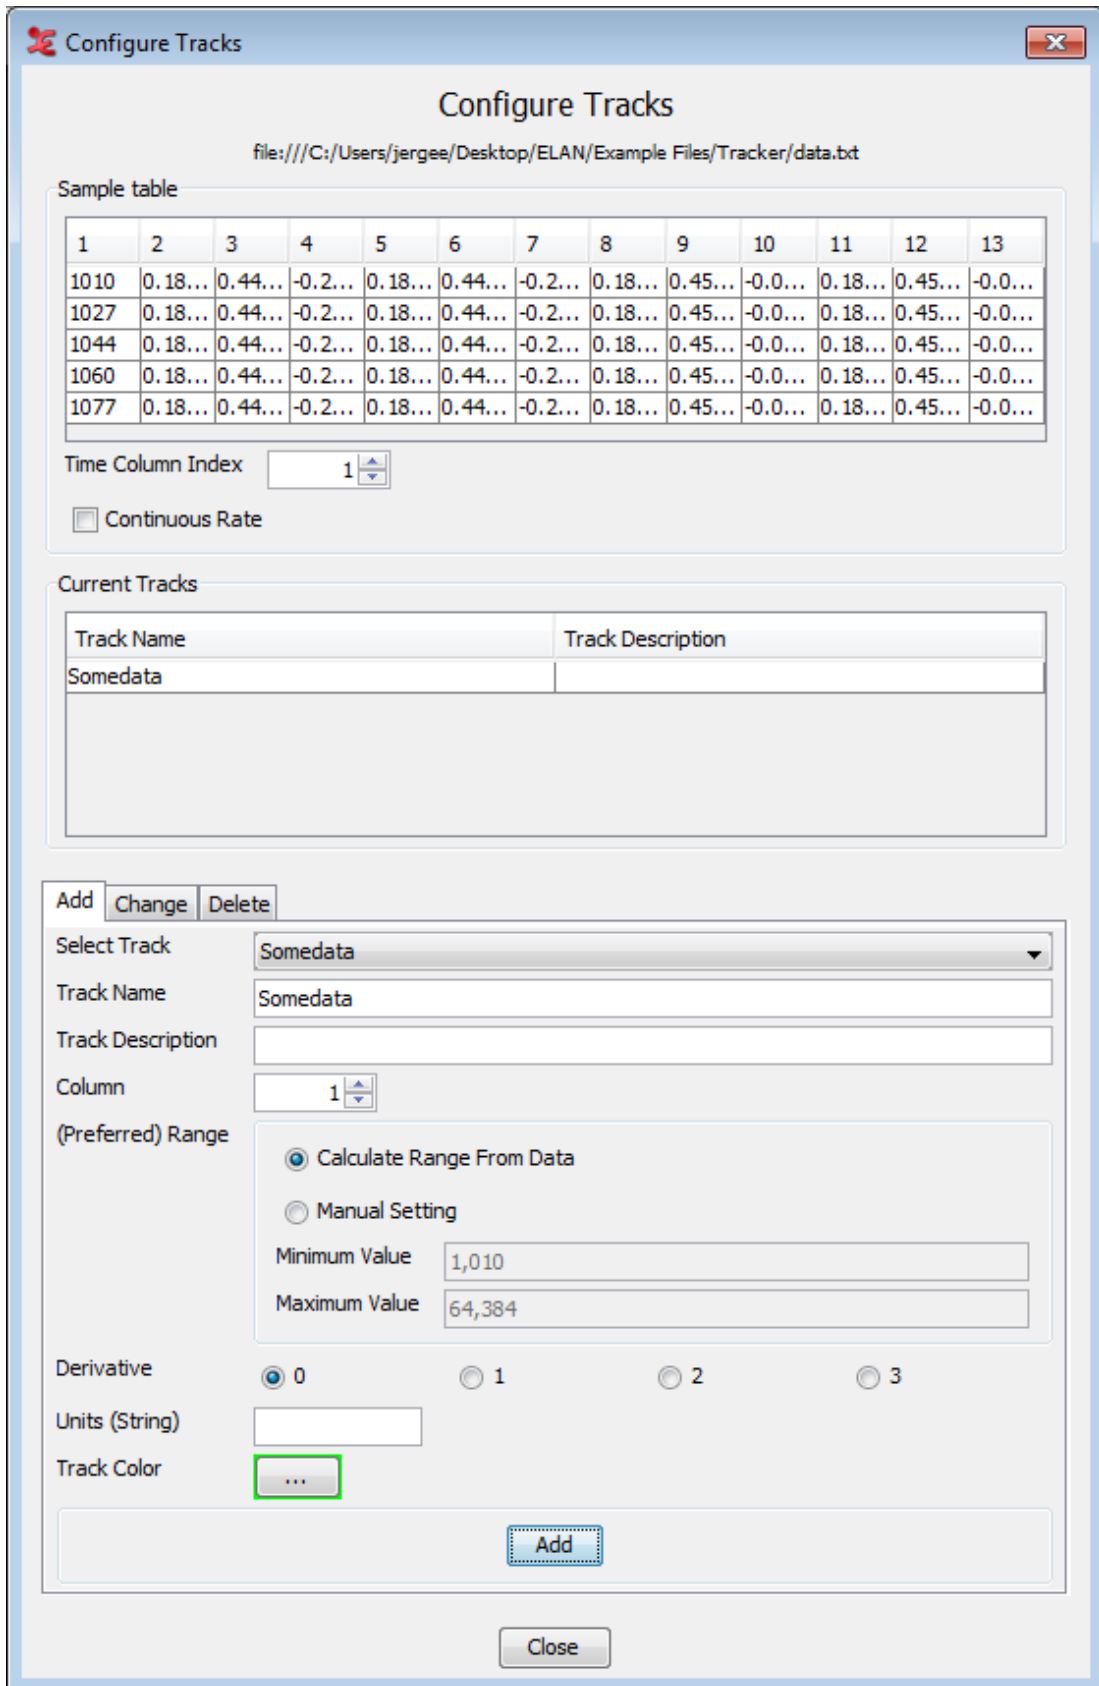 Configure Tracks
Configure Tracks
file:///C:/Users/jergee/Desktop/ELAN/Example Files/Tracker/data.txt
Sample table
1 2 3 4 5 6 7 8 9 10 11 12 13
1010 0.18... 0.44... -0.2... 0.18... 0.44... -0.2... 0.18... 0.45... -0.0... 0.18... 0.45... -0.0...
1027 0.18... 0.44... -0.2... 0.18... 0.44... -0.2... 0.18... 0.45... -0.0... 0.18... 0.45... -0.0...
1044 0.18... 0.44... -0.2... 0.18... 0.44... -0.2... 0.18... 0.45... -0.0... 0.18... 0.45... -0.0...
1060 0.18... 0.44... -0.2... 0.18... 0.44... -0.2... 0.18... 0.45... -0.0... 0.18... 0.45... -0.0...
1077 0.18... 0.44... -0.2... 0.18... 0.44... -0.2... 0.18... 0.45... -0.0... 0.18... 0.45... -0.0...
Time Column Index 1
Continuous Rate
Current Tracks
Track Name Track Description
Somedata
Add Change Delete
Select Track Somedata
Track Name Somedata
Track Description
Column 1
(Preferred) Range
Calculate Range From Data
Manual Setting
Minimum Value 1,010
Maximum Value 64,384
Derivative 0 1 2 3
Units (String)
Track Color ...
Add
Close